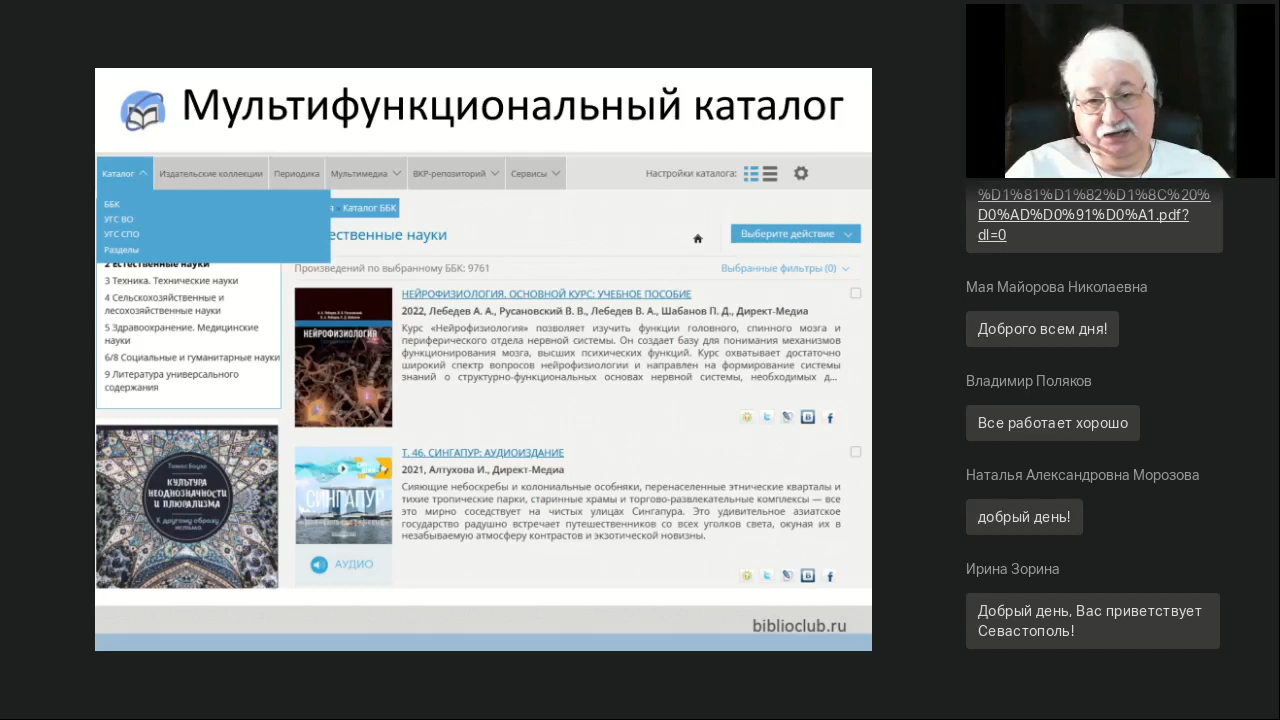 Мультифункциональный каталог
Каталог
Издательские коллекции
Периодика
Мультимедиа
ВКР-репозиторий
Сервисы
Настройки каталога:
ББК
УГС ВО
УГС СПО
Разделы
Каталог ББК
ественные науки
Выберите действие
Произведений по выбранному ББК: 9761
Выбранные фильтры (0)
2 Естественные науки
3 Техника. Технические науки
4 Сельскохозяйственные и
лесохозяйственные науки
5 Здравоохранение. Медицинские
науки
6/8 Социальные и гуманитарные науки
9 Литература универсального
содержания
НЕЙРОФИЗИОЛОГИЯ
НЕЙРОФИЗИОЛОГИЯ. ОСНОВНОЙ КУРС: УЧЕБНОЕ ПОСОБИЕ
2022, Лебедев А. А., Русановский В. В., Лебедев В. А., Шабанов П. Д., Директ-Медиа
Курс «Нейрофизиология» позволяет изучить функции головного, спинного мозга и
периферического отдела нервной системы. Он создает базу для понимания механизмов
функционирования мозга, высших психических функций. Курс охватывает достаточно
широкий спектр вопросов нейрофизиологии и направлен на формирование системы
знаний о структурно-функциональных основах нервной системы, необходимых д...
Томас Бауэр
КУЛЬТУРА
НЕОДНОЗНАЧНОСТИ
И ПЛЮРАЛИЗМА
К другому образу
ислама
СИНГАПУР
АУДИО
Т. 46. СИНГАПУР: АУДИОИЗДАНИЕ
2021, Алтухова И., Директ-Медиа
Сияющие небоскребы и колониальные особняки, перенаселенные этнические кварталы и
тихие тропические парки, старинные храмы и торгово-развлекательные комплексы — все
это мирно соседствует на чистых улицах Сингапура. Это удивительное азиатское
государство радушно встречает путешественников со всех уголков света, окуная их в
незабываемую атмосферу контрастов и экзотической новизны.
biblioclub.ru
%D1%81%D1%82%D1%8C%20%
D0%AD%D0%91%D0%A1.pdf?
dl=0
Мая Майорова Николаевна
Доброго всем дня!
Владимир Поляков
Все работает хорошо
Наталья Александровна Морозова
добрый день!
Ирина Зорина
Добрый день, Вас приветствует
Севастополь!